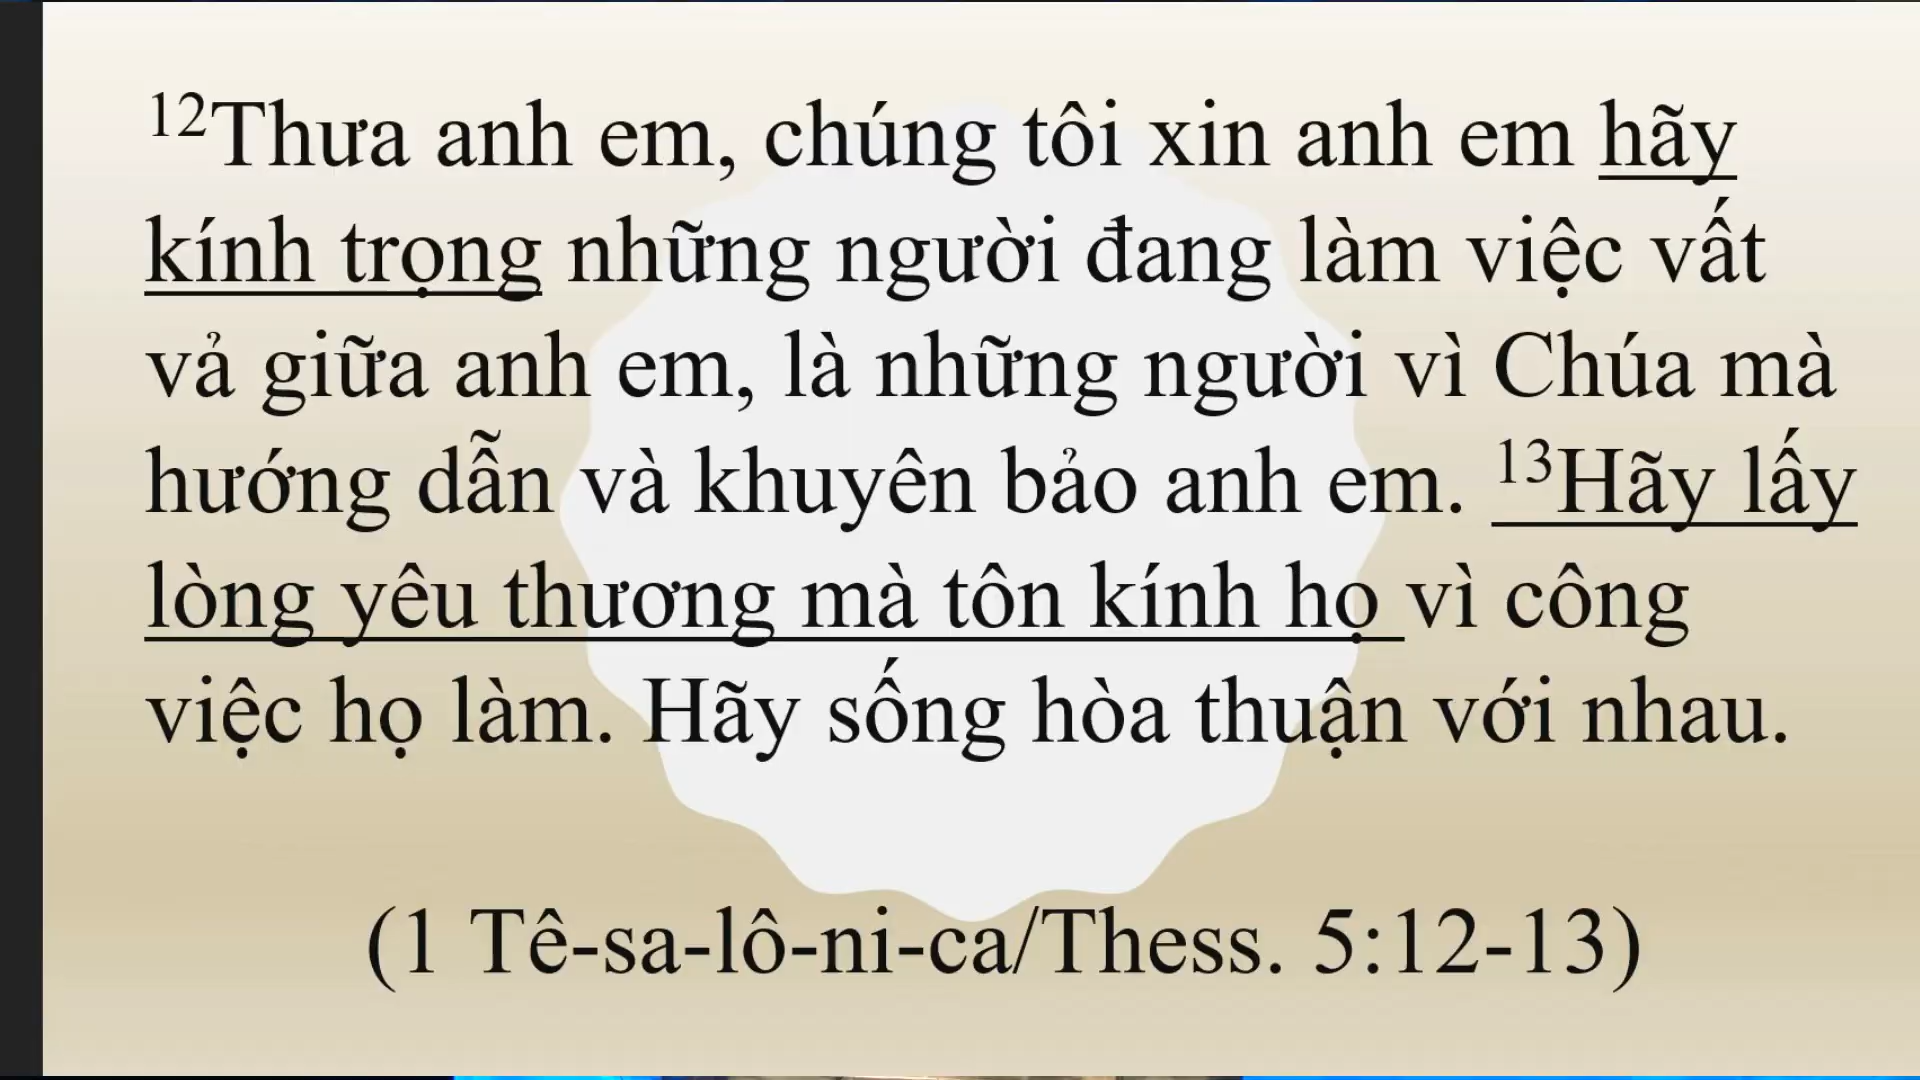 ¹²Thưa anh em, chúng tôi xin anh em hãy
kính trọng những người đang làm việc vất
vả giữa anh em, là những người vì Chúa mà
hướng dẫn và khuyên bảo anh em. ¹³Hãy lấy
lòng yêu thương mà tôn kính họ vì công
việc họ làm. Hãy sống hòa thuận với nhau.
(1 Tê-sa-lô-ni-ca/Thess. 5:12-13)